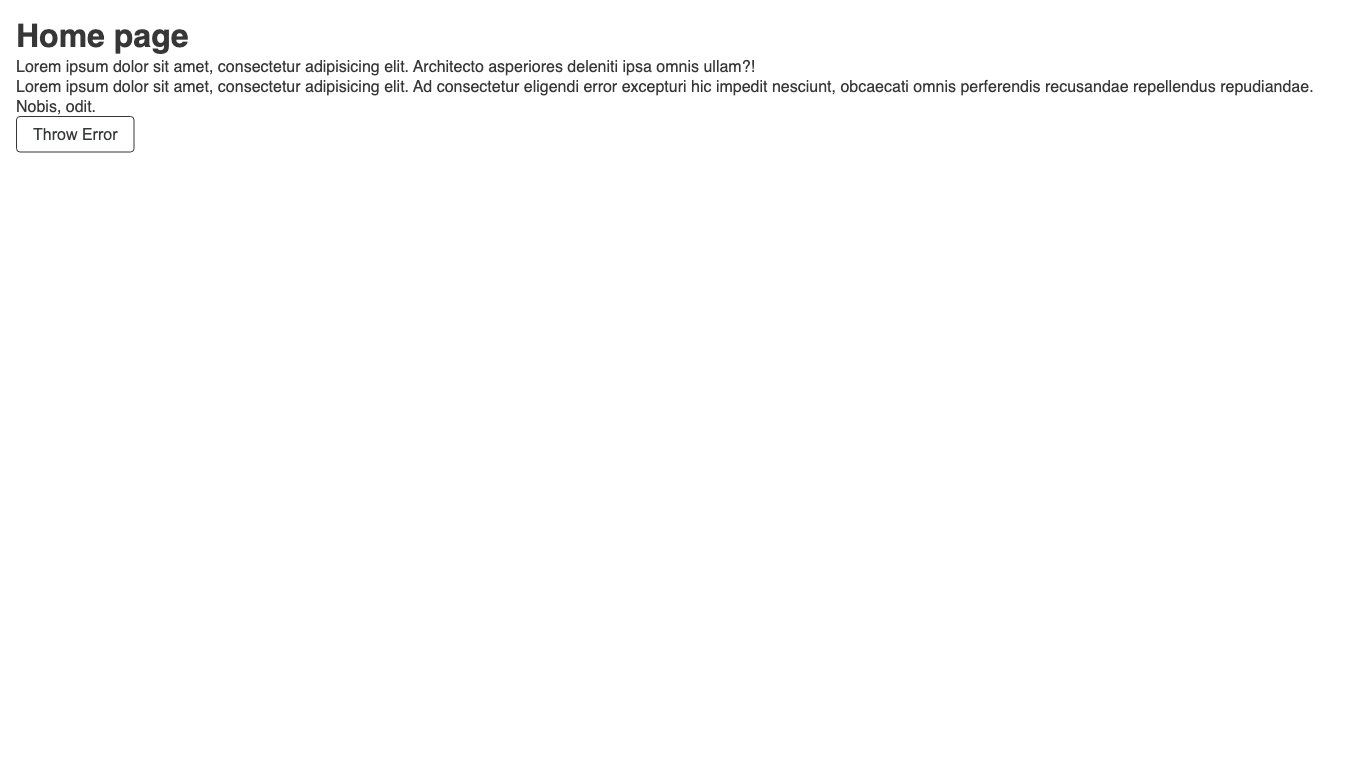 Home page
Lorem ipsum dolor sit amet, consectetur adipisicing elit. Architecto asperiores deleniti ipsa omnis ullam?!
Lorem ipsum dolor sit amet, consectetur adipisicing elit. Ad consectetur eligendi error excepturi hic impedit nesciunt, obcaecati omnis perferendis recusandae repellendus repudiandae.
Nobis, odit.
Throw Error